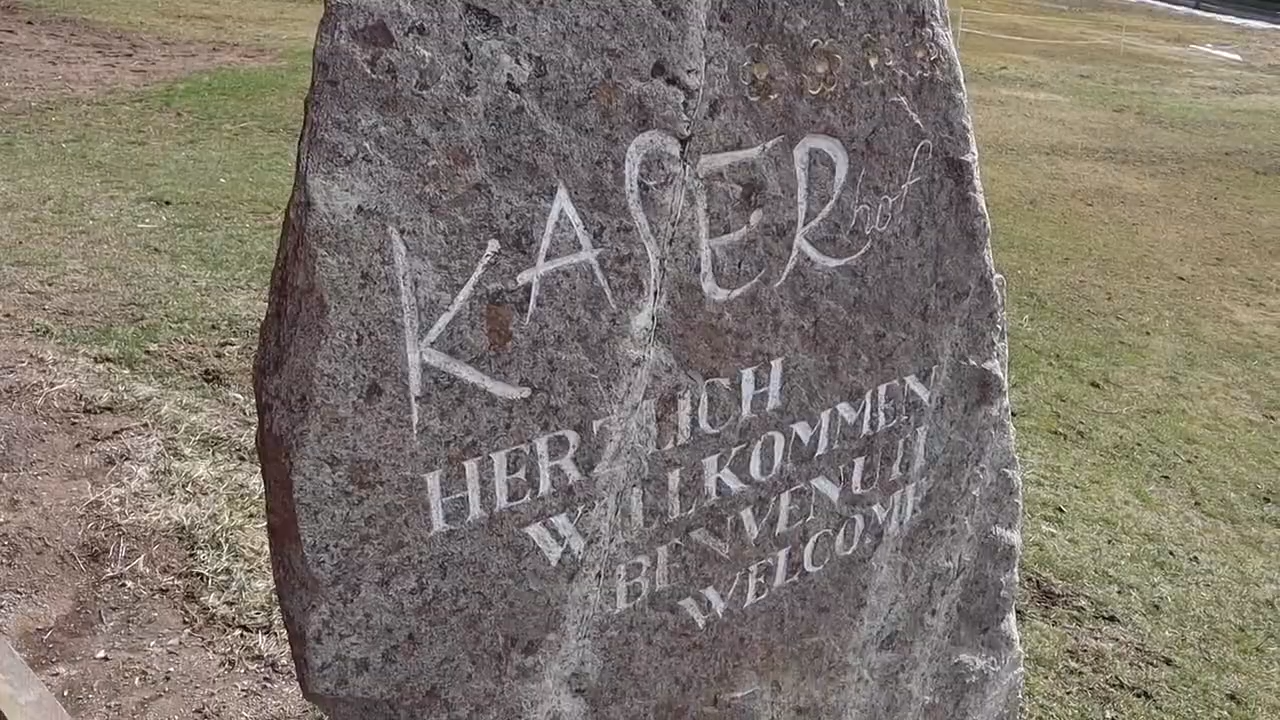 KASERhof
HERZLICH
WILLKOMMEN
BENVENUTI
WELCOME